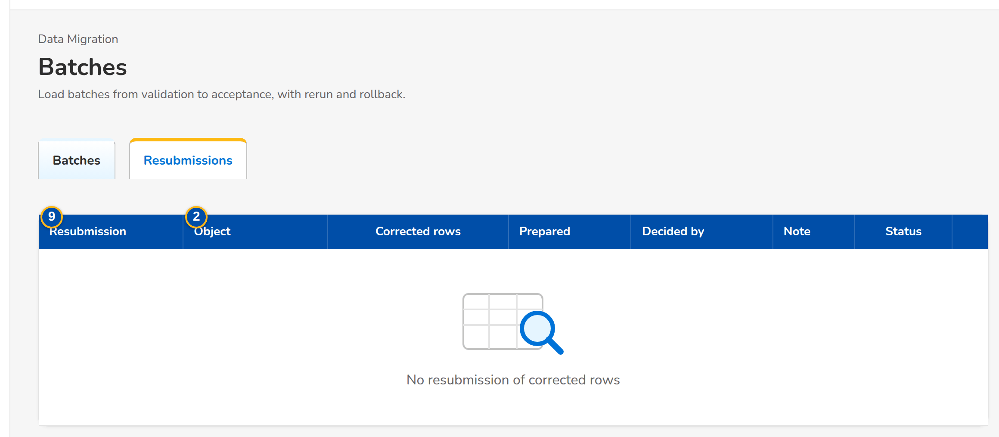 Data Migration
Batches
Load batches from validation to acceptance, with rerun and rollback.
Batches
Resubmissions
9
2
Resubmission
Object
Corrected rows
Prepared
Decided by
Note
Status
No resubmission of corrected rows